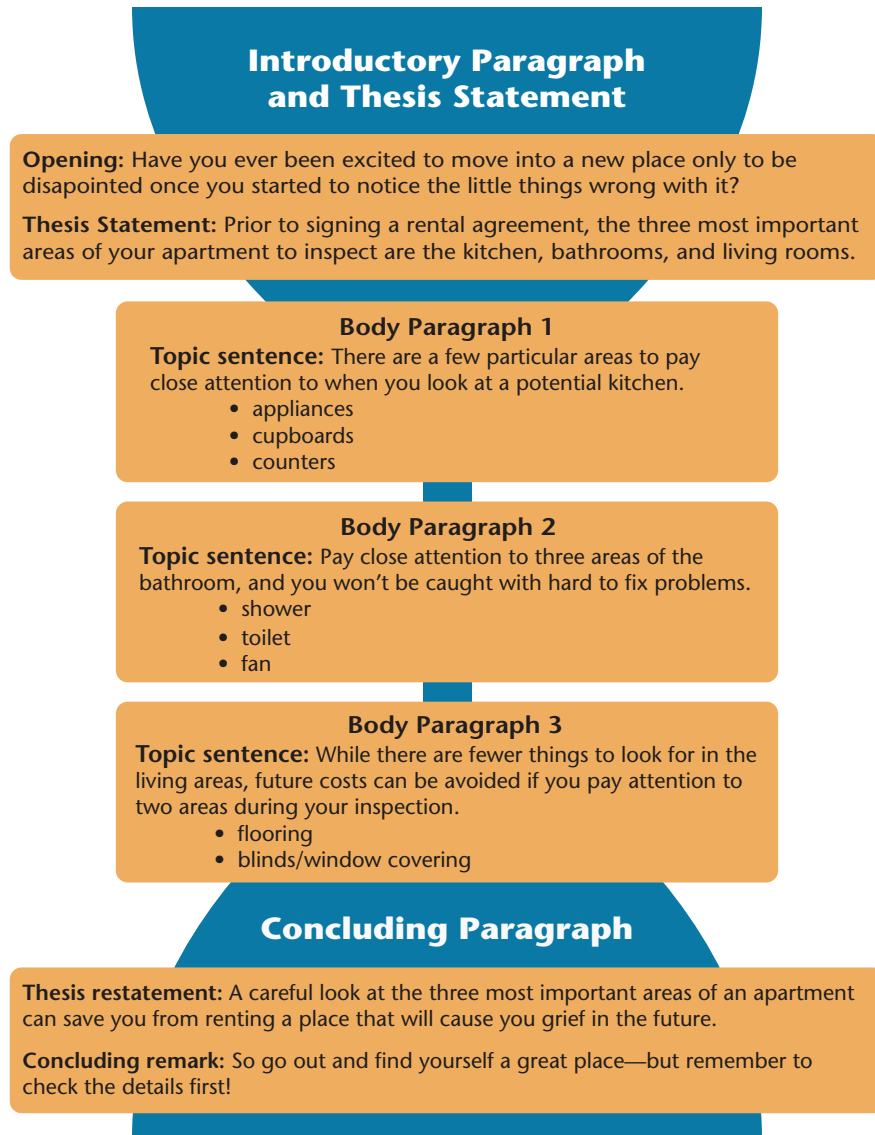 Introductory Paragraph
and Thesis Statement
Opening: Have you ever been excited to move into a new place only to be
disapointed once you started to notice the little things wrong with it?
Thesis Statement: Prior to signing a rental agreement, the three most important
areas of your apartment to inspect are the kitchen, bathrooms, and living rooms.
Body Paragraph 1
Topic sentence: There are a few particular areas to pay
close attention to when you look at a potential kitchen.
• appliances
• cupboards
• counters
Body Paragraph 2
Topic sentence: Pay close attention to three areas of the
bathroom, and you won’t be caught with hard to fix problems.
• shower
• toilet
• fan
Body Paragraph 3
Topic sentence: While there are fewer things to look for in the
living areas, future costs can be avoided if you pay attention to
two areas during your inspection.
• flooring
• blinds/window covering
Concluding Paragraph
Thesis restatement: A careful look at the three most important areas of an apartment
can save you from renting a place that will cause you grief in the future.
Concluding remark: So go out and find yourself a great place—but remember to
check the details first!